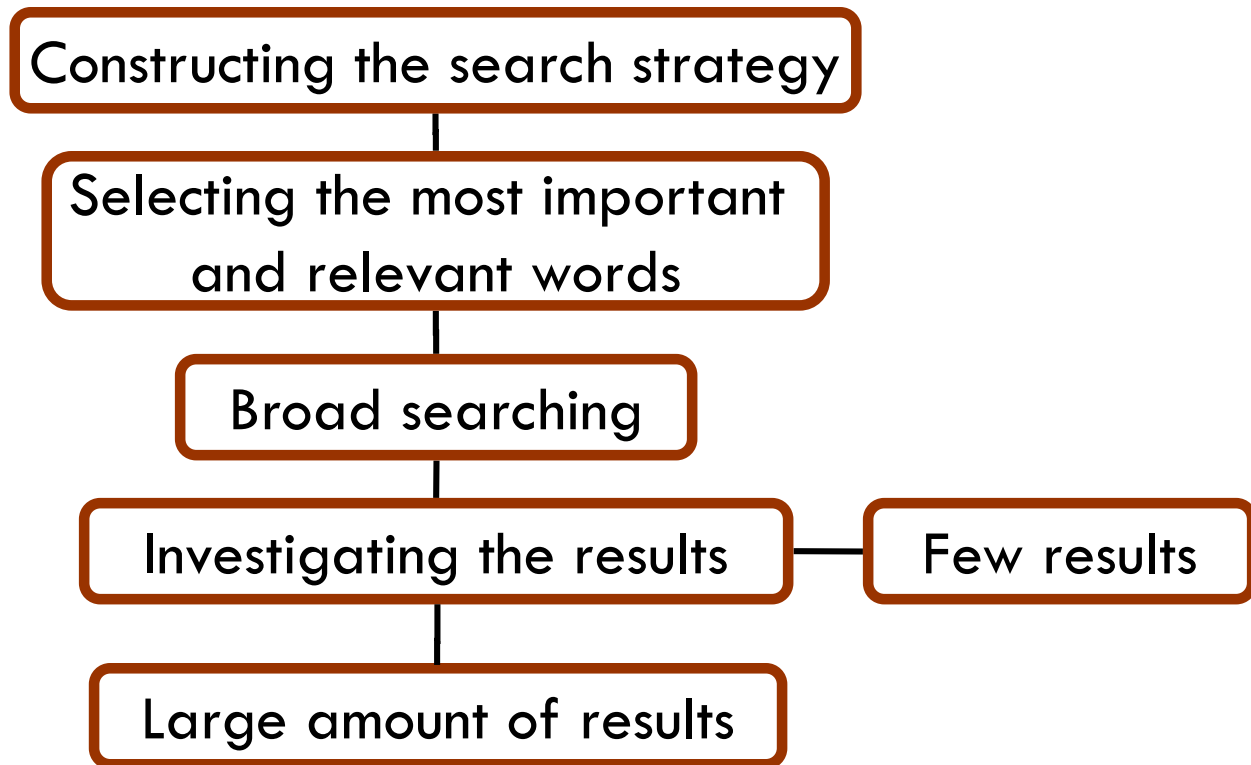 Constructing the search strategy
Selecting the most important
and relevant words
Broad searching
Investigating the results
Few results
Large amount of results